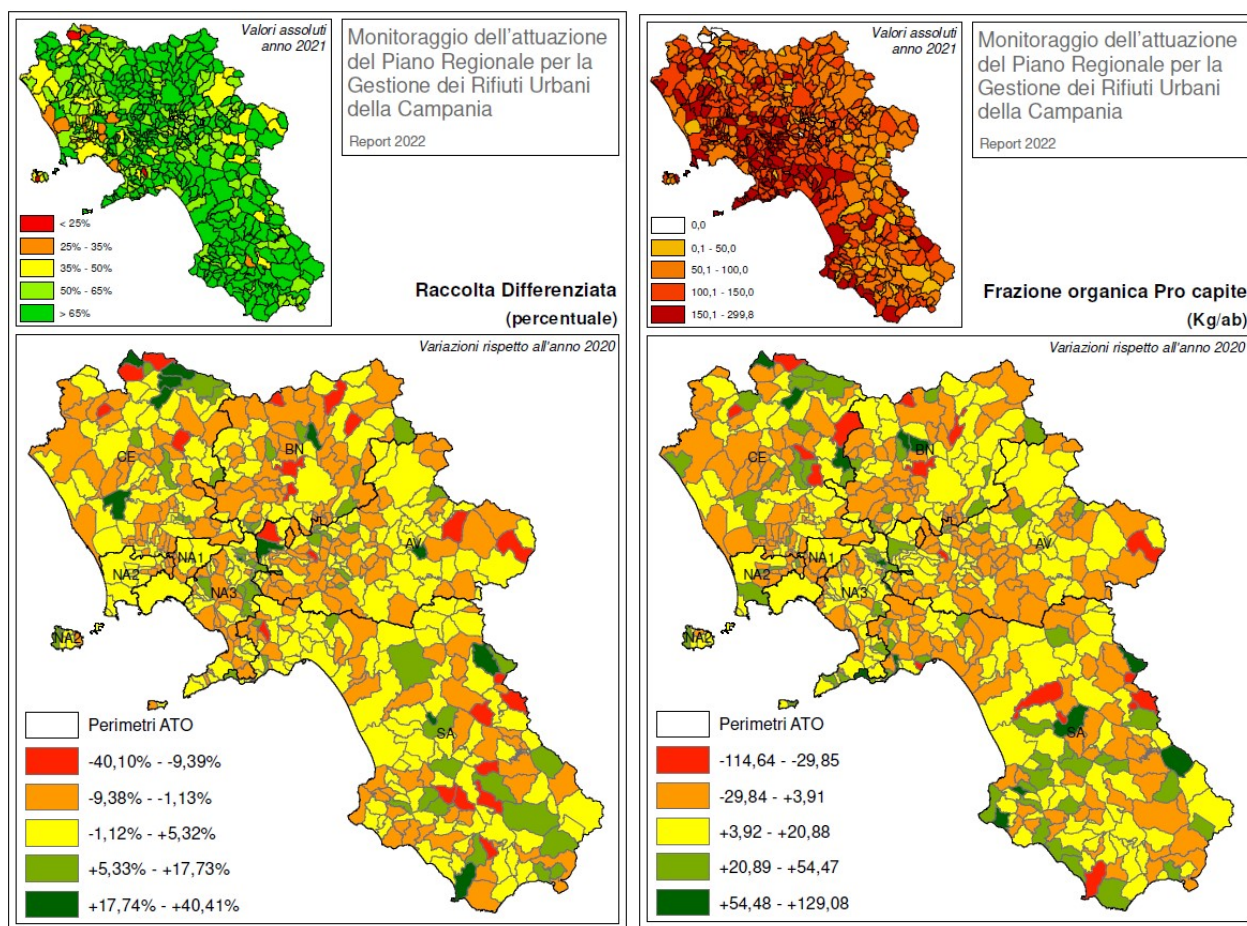 Valori assoluti
anno 2021
Monitoraggio dell'attuazione
del Piano Regionale per la
Gestione dei Rifiuti Urbani
della Campania
Report 2022
< 25%
25% - 35%
35% - 50%
50% - 65%
> 65%
Raccolta Differenziata
(percentuale)
Variazioni rispetto all'anno 2020
CE
BN
AV
NA1
NA2
NA3
NA2
SA
Perimetri ATO
-40,10% - -9,39%
-9,38% - -1,13%
-1,12% - +5,32%
+5,33% - +17,73%
+17,74% - +40,41%
Valori assoluti
anno 2021
Monitoraggio dell'attuazione
del Piano Regionale per la
Gestione dei Rifiuti Urbani
della Campania
Report 2022
0,0
0,1 - 50,0
50,1 - 100,0
100,1 - 150,0
150,1 - 299,8
Frazione organica Pro capite
(Kg/ab)
Variazioni rispetto all'anno 2020
CE
BN
AV
NA1
NA2
NA3
NA2
SA
Perimetri ATO
-114,64 - -29,85
-29,84 - +3,91
+3,92 - +20,88
+20,89 - +54,47
+54,48 - +129,08